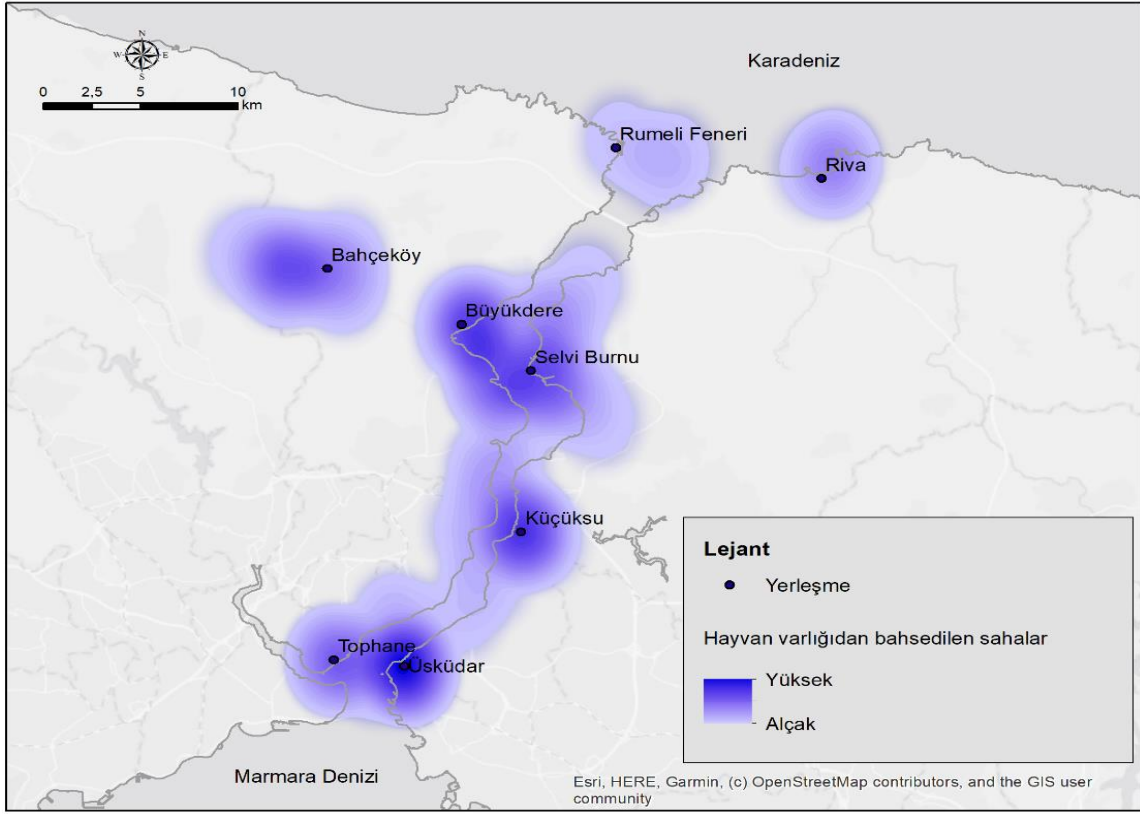 N
W E
S
0 2,5 5 10
km
Karadeniz
Rumeli Feneri
Riva
Bahçeköy
Büyükdere
Selvi Burnu
Küçüksu
Tophane
Üsküdar
Marmara Denizi
Lejant
Yerleşme
Hayvan varlığıdan bahsedilen sahalar
Yüksek
Alçak
Esri, HERE, Garmin, (c) OpenStreetMap contributors, and the GIS user
community